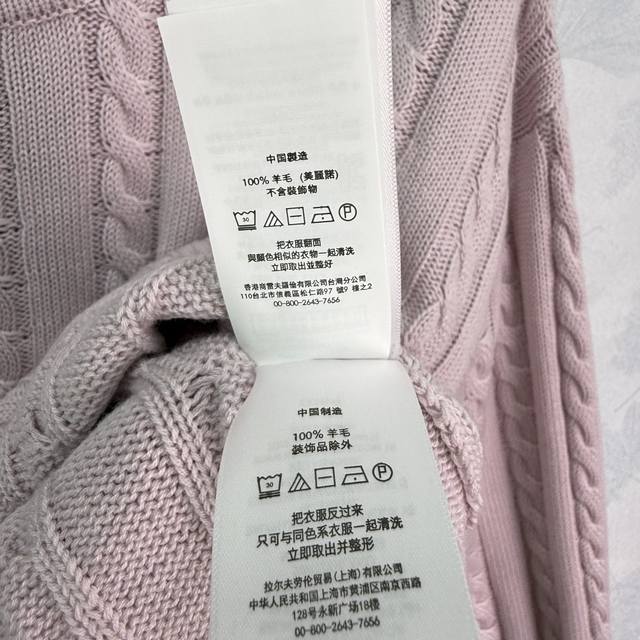 中国製造
100% 羊毛 (美麗諾)
不含裝飾物
30
P
把衣服翻面
與顏色相似的衣物一起清洗
立即取出並整好
香港商雷夫羅倫有限公司台灣分公司
110台北市信義區松仁路97 號9 樓之2
00-800-2643-7656
中国制造
100% 羊毛
装饰品除外
30
P
把衣服反过来
只可与同色系衣服一起清洗
立即取出并整形
拉尔夫劳伦贸易(上海)有限公司
中华人民共和国上海市黄浦区南京西路
128号永新广场18楼
00-800-2643-7656